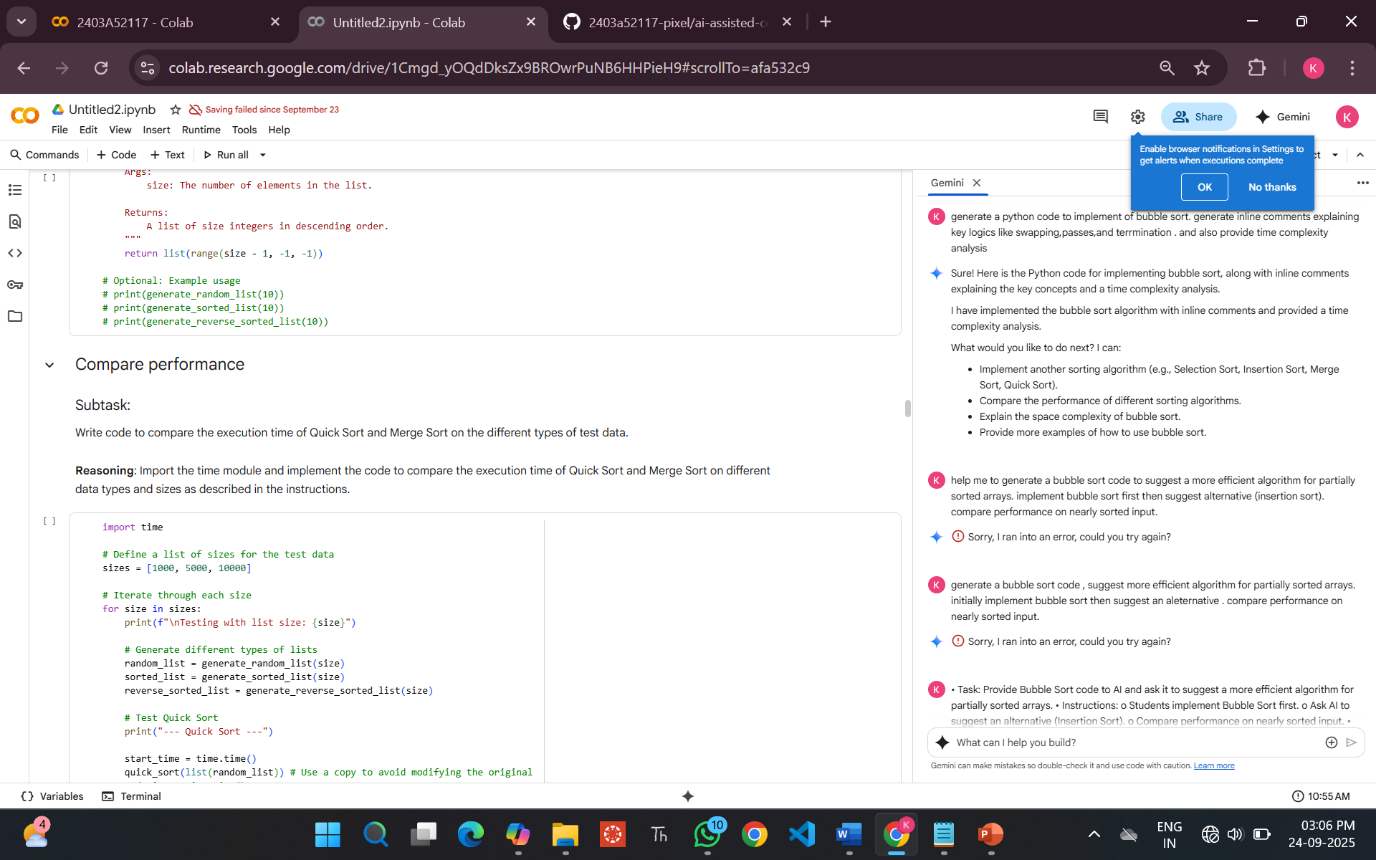 2403A52117 - Colab
Untitled2.ipynb - Colab
2403a52117-pixel/ai-assisted-c
colab.research.google.com/drive/1Cmgd_yOQdDksZx9BROwrPuNB6HHPieH9#scrollTo=afa532c9
K
Untitled2.ipynb
Saving failed since September 23
File Edit View Insert Runtime Tools Help
Share
Gemini
K
Commands + Code + Text Run all
Enable browser notifications in Settings to
get alerts when executions complete
OK No thanks
[ ]
Args:
size: The number of elements in the list.
Returns:
A list of size integers in descending order.
"""
return list(range(size - 1, -1, -1))
# Optional: Example usage
# print(generate_random_list(10))
# print(generate_sorted_list(10))
# print(generate_reverse_sorted_list(10))
Compare performance
Subtask:
Write code to compare the execution time of Quick Sort and Merge Sort on the different types of test data.
Reasoning: Import the time module and implement the code to compare the execution time of Quick Sort and Merge Sort on different
data types and sizes as described in the instructions.
[ ]
import time
# Define a list of sizes for the test data
sizes = [1000, 5000, 10000]
# Iterate through each size
for size in sizes:
print(f"\nTesting with list size: {size}")
# Generate different types of lists
random_list = generate_random_list(size)
sorted_list = generate_sorted_list(size)
reverse_sorted_list = generate_reverse_sorted_list(size)
# Test Quick Sort
print("--- Quick Sort ---")
start_time = time.time()
quick_sort(list(random_list)) # Use a copy to avoid modifying the original
Gemini
K
generate a python code to implement of bubble sort. generate inline comments explaining
key logics like swapping,passes,and terrmination . and also provide time complexity
analysis
Sure! Here is the Python code for implementing bubble sort, along with inline comments
explaining the key concepts and a time complexity analysis.
I have implemented the bubble sort algorithm with inline comments and provided a time
complexity analysis.
What would you like to do next? I can:
• Implement another sorting algorithm (e.g., Selection Sort, Insertion Sort, Merge
Sort, Quick Sort).
• Compare the performance of different sorting algorithms.
• Explain the space complexity of bubble sort.
• Provide more examples of how to use bubble sort.
K
help me to generate a bubble sort code to suggest a more efficient algorithm for partially
sorted arrays. implement bubble sort first then suggest alternative (insertion sort).
compare performance on nearly sorted input.
Sorry, I ran into an error, could you try again?
K
generate a bubble sort code , suggest more efficient algorithm for partially sorted arrays.
initially implement bubble sort then suggest an aleternative . compare performance on
nearly sorted input.
Sorry, I ran into an error, could you try again?
K
• Task: Provide Bubble Sort code to AI and ask it to suggest a more efficient algorithm for
partially sorted arrays. • Instructions: o Students implement Bubble Sort first. o Ask AI to
suggest an alternative (Insertion Sort). o Compare performance on nearly sorted input. •
What can I help you build?
Gemini can make mistakes so double-check it and use code with caution. Learn more
Variables Terminal
10:55 AM
4
10
K
ENG
IN
03:06 PM
24-09-2025